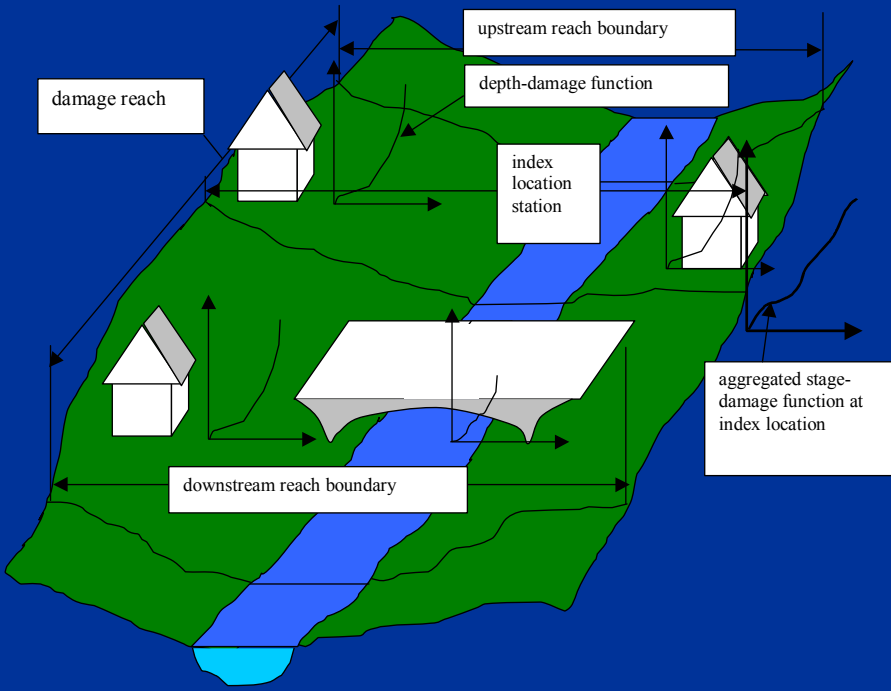 upstream reach boundary
depth-damage function
damage reach
index
location
station
aggregated stage-
damage function at
index location
downstream reach boundary